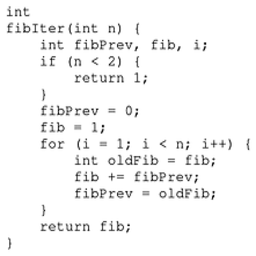 int
fibIter(int n) {
    int fibPrev, fib, i;
    if (n < 2) {
        return 1;
    }
    fibPrev = 0;
    fib = 1;
    for (i = 1; i < n; i++) {
        int oldFib = fib;
        fib += fibPrev;
        fibPrev = oldFib;
    }
    return fib;
}